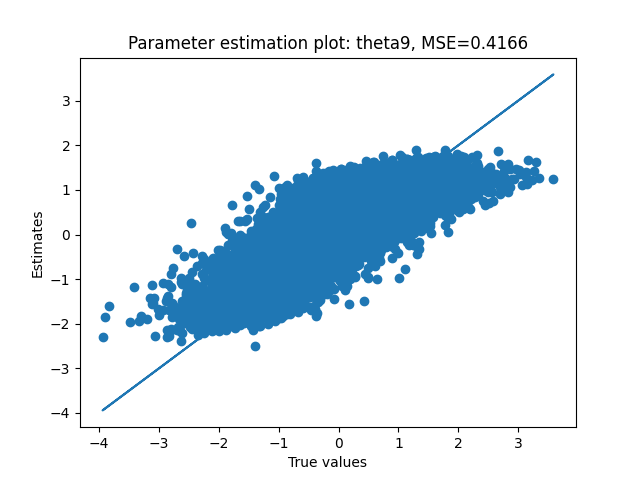 Parameter estimation plot: theta9, MSE=0.4166
3
2
1
0
−1
−2
−3
−4
Estimates
−4 −3 −2 −1 0 1 2 3
True values